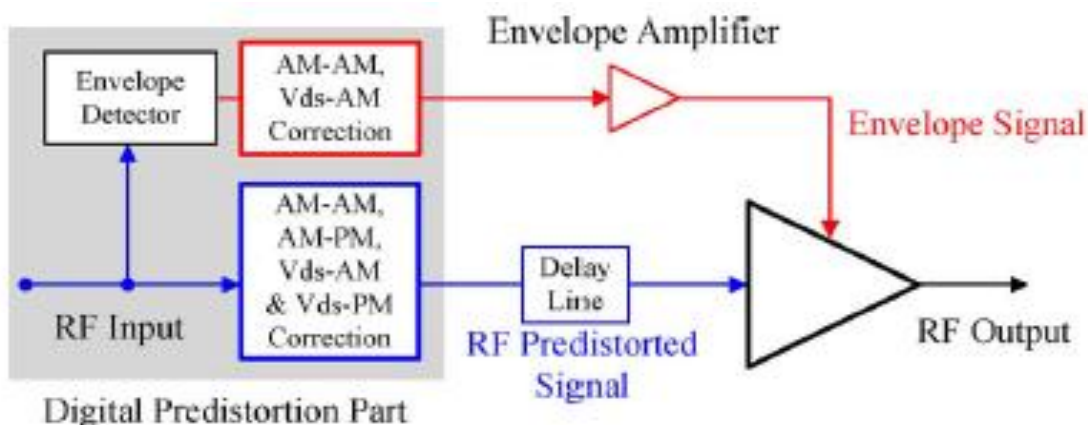 Envelope Amplifier
Envelope
Detector
AM-AM,
Vds-AM
Correction
Envelope Signal
AM-AM,
AM-PM,
Vds-AM
& Vds-PM
Correction
Delay
Line
RF Input
RF Predistorted
Signal
RF Output
Digital Predistortion Part